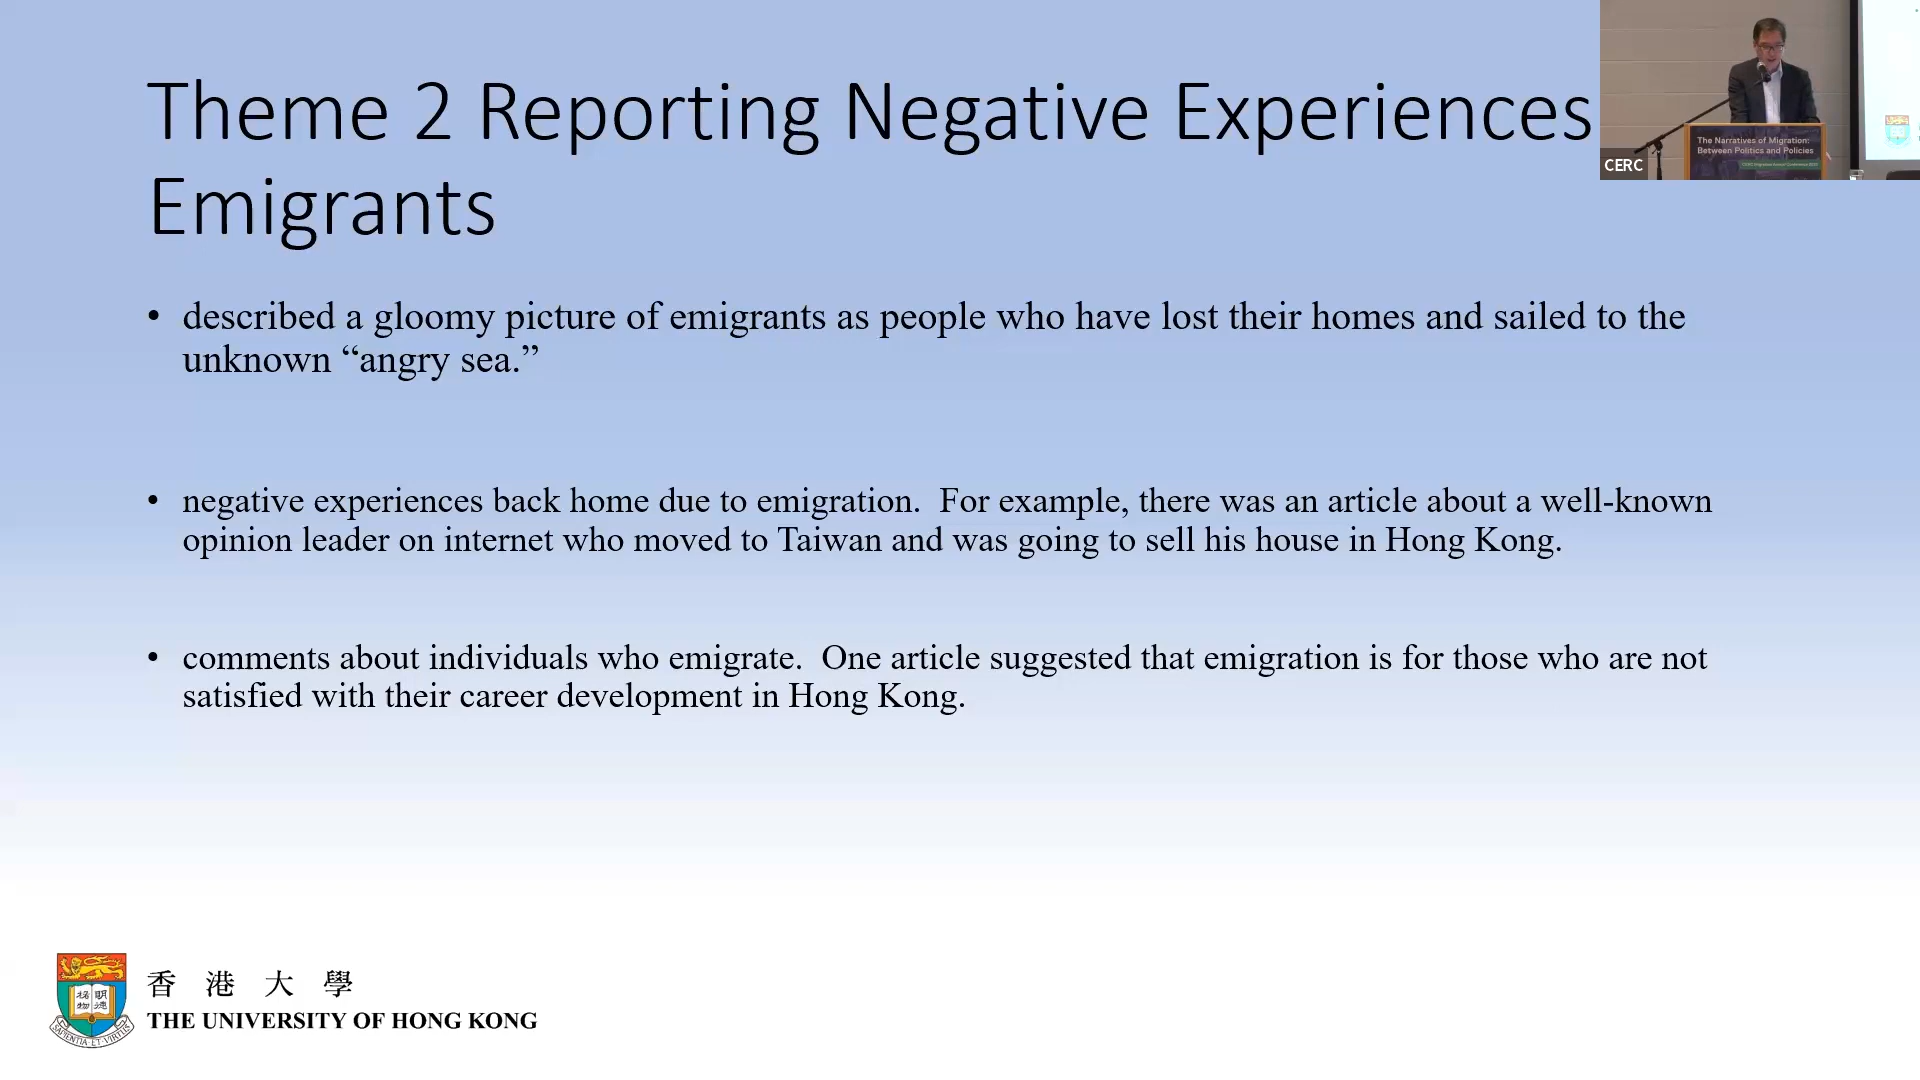 Theme 2 Reporting Negative Experiences
Emigrants
• described a gloomy picture of emigrants as people who have lost their homes and sailed to the
unknown “angry sea.”
• negative experiences back home due to emigration.  For example, there was an article about a well-known
opinion leader on internet who moved to Taiwan and was going to sell his house in Hong Kong.
• comments about individuals who emigrate.  One article suggested that emigration is for those who are not
satisfied with their career development in Hong Kong.
香港大學
THE UNIVERSITY OF HONG KONG
SAPIENTIA·ET·VIRTUS
CERC
The Narratives of Migration:
Between Politics and Policies